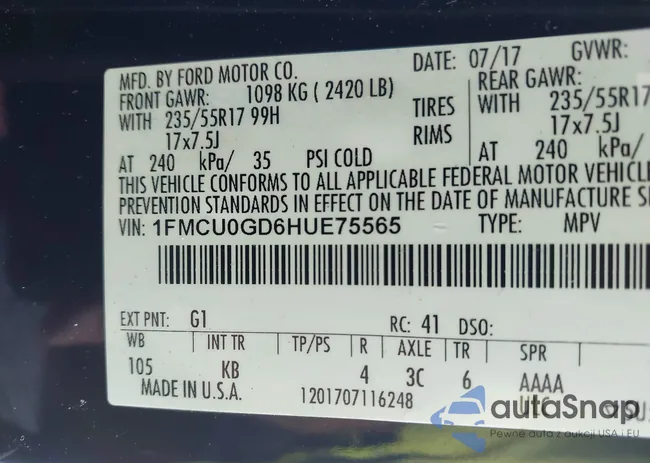 MFD. BY FORD MOTOR CO. DATE: 07/17 GVWR:
FRONT GAWR: 1098 KG ( 2420 LB) REAR GAWR:
WITH 235/55R17 99H TIRES WITH 235/55R17
17x7.5J RIMS 17x7.5J
AT 240 kPa/ 35 PSI COLD AT 240 kPa/
THIS VEHICLE CONFORMS TO ALL APPLICABLE FEDERAL MOTOR VEHICLE
PREVENTION STANDARDS IN EFFECT ON THE DATE OF MANUFACTURE
VIN: 1FMCU0GD6HUE75565 TYPE: MPV
EXT PNT: G1 RC: 41 DSO:
WB INT TR TP/PS R AXLE TR SPR
105 KB 4 3C 6 AAAA
MADE IN U.S.A. 1201707116248
autoSnap
Pewne auta z aukcji USA i EU